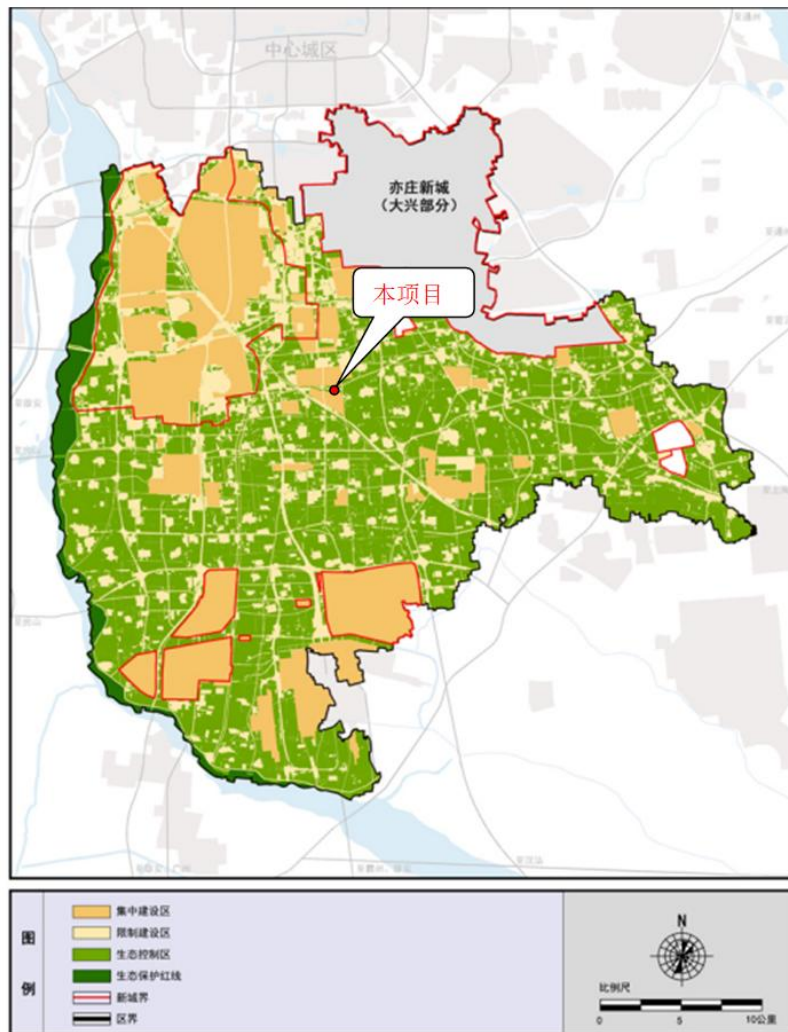 中心城区
亦庄新城
（大兴部分）
本项目
图
例
集中建设区
限制建设区
生态控制区
生态保护红线
新城界
区界
N
比例尺
0
5
10公里